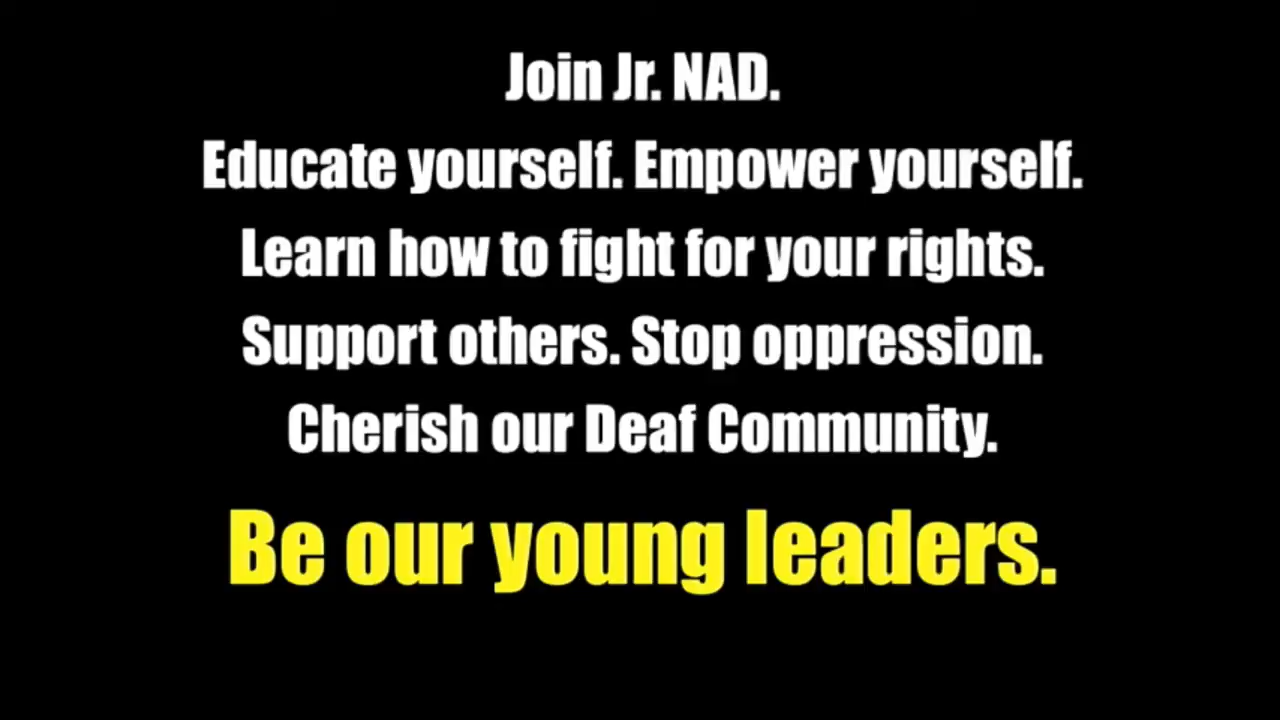 Join Jr. NAD.
Educate yourself. Empower yourself.
Learn how to fight for your rights.
Support others. Stop oppression.
Cherish our Deaf Community.
Be our young leaders.